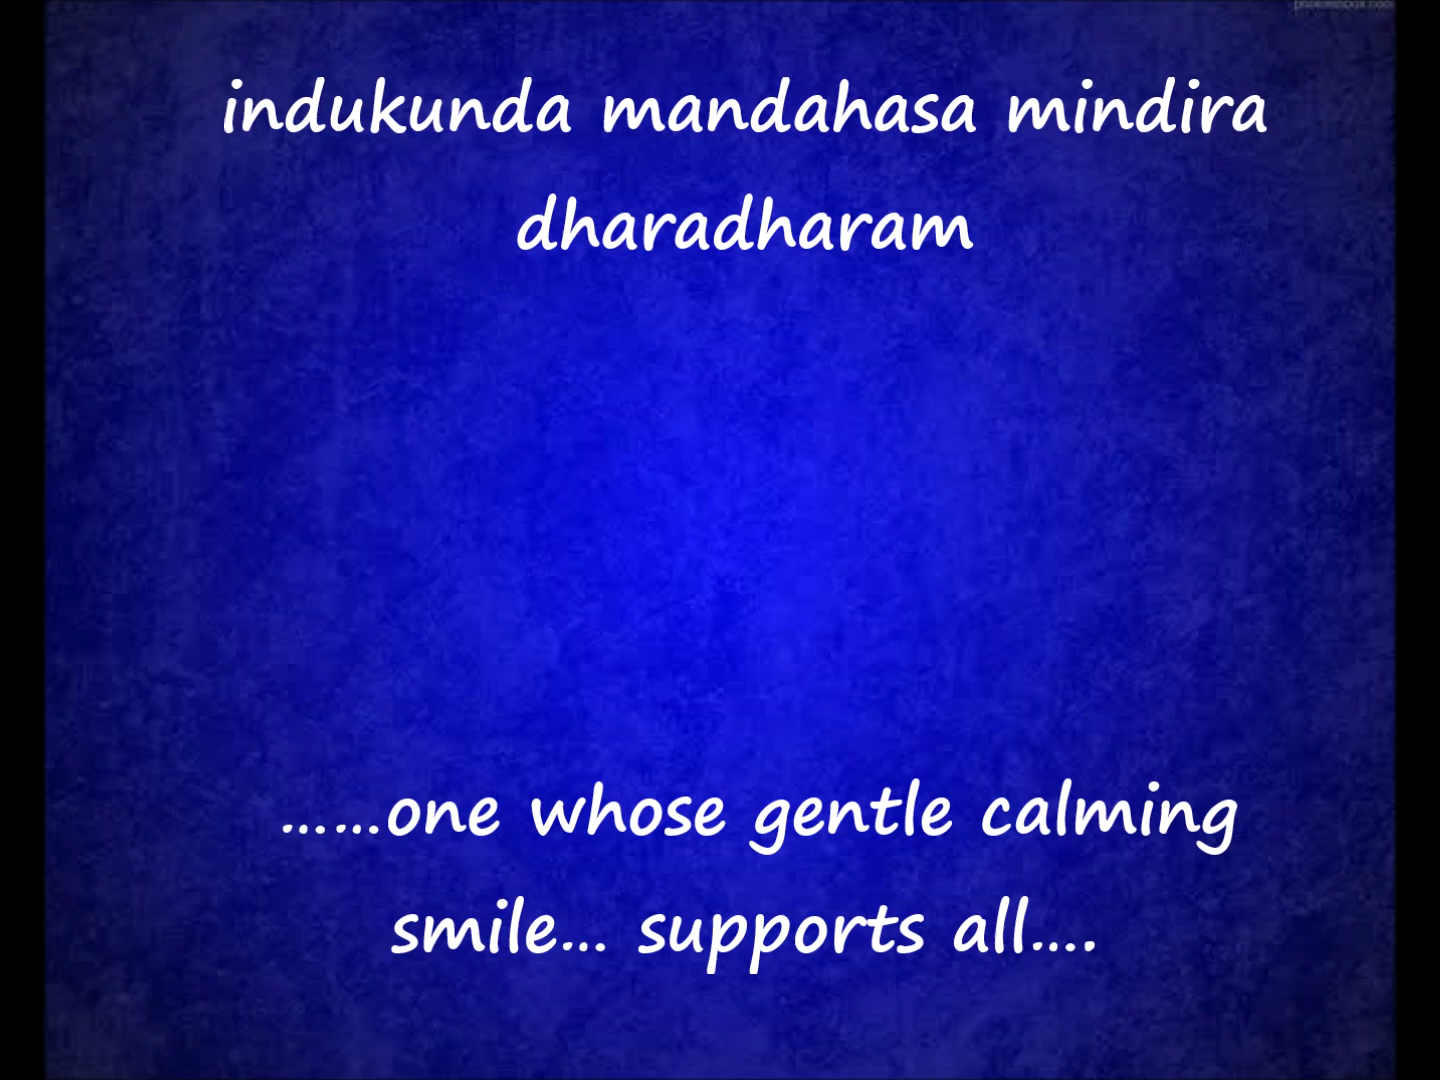 indukunda mandahasa mindira
dharadharam
......one whose gentle calming
smile... supports all....